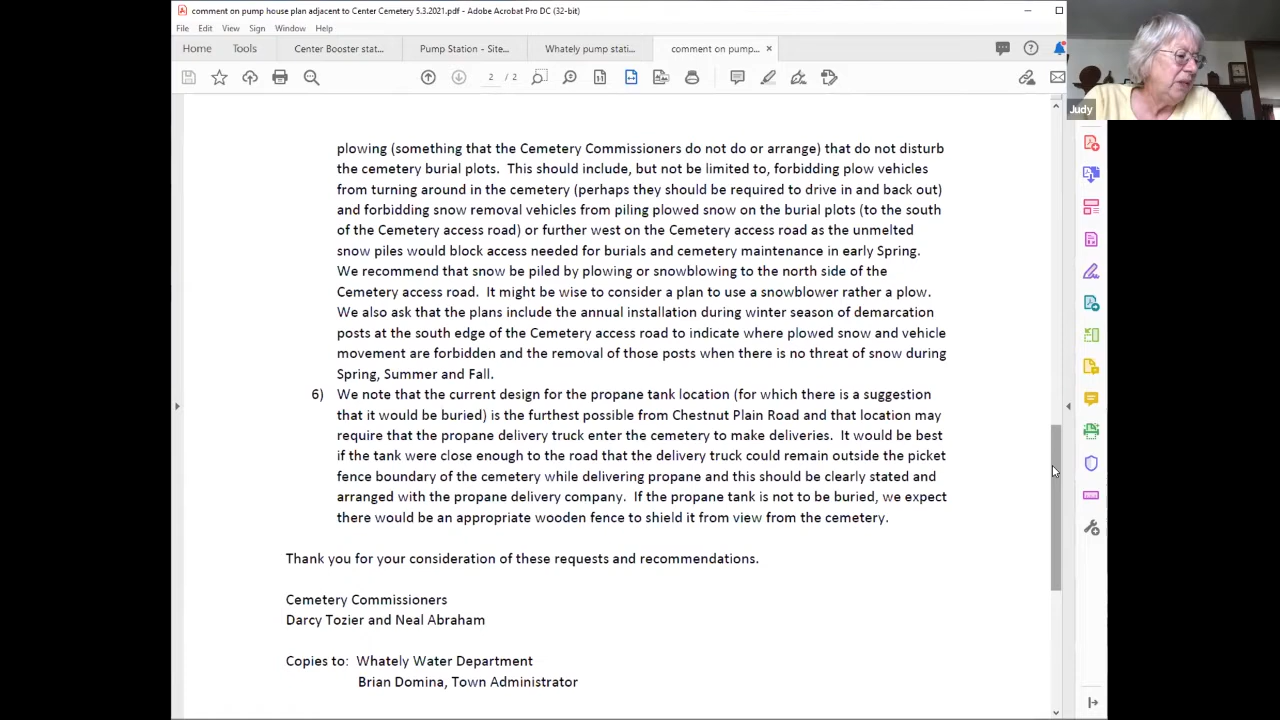 comment on pump house plan adjacent to Center Cemetery 5.3.2021.pdf - Adobe Acrobat Pro DC (32-bit)
File Edit View Sign Window Help
Home Tools Center Booster stat... Pump Station - Site... Whately pump stati... comment on pump... ×
2 / 2
Judy
plowing (something that the Cemetery Commissioners do not do or arrange) that do not disturb
the cemetery burial plots. This should include, but not be limited to, forbidding plow vehicles
from turning around in the cemetery (perhaps they should be required to drive in and back out)
and forbidding snow removal vehicles from piling plowed snow on the burial plots (to the south
of the Cemetery access road) or further west on the Cemetery access road as the unmelted
snow piles would block access needed for burials and cemetery maintenance in early Spring.
We recommend that snow be piled by plowing or snowblowing to the north side of the
Cemetery access road. It might be wise to consider a plan to use a snowblower rather a plow.
We also ask that the plans include the annual installation during winter season of demarcation
posts at the south edge of the Cemetery access road to indicate where plowed snow and vehicle
movement are forbidden and the removal of those posts when there is no threat of snow during
Spring, Summer and Fall.
6) We note that the current design for the propane tank location (for which there is a suggestion
that it would be buried) is the furthest possible from Chestnut Plain Road and that location may
require that the propane delivery truck enter the cemetery to make deliveries. It would be best
if the tank were close enough to the road that the delivery truck could remain outside the picket
fence boundary of the cemetery while delivering propane and this should be clearly stated and
arranged with the propane delivery company. If the propane tank is not to be buried, we expect
there would be an appropriate wooden fence to shield it from view from the cemetery.
Thank you for your consideration of these requests and recommendations.
Cemetery Commissioners
Darcy Tozier and Neal Abraham
Copies to: Whately Water Department
Brian Domina, Town Administrator